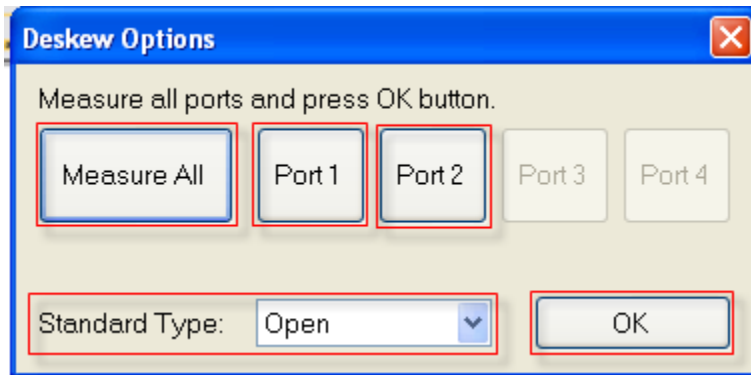 Deskew Options
Measure all ports and press OK button.
Measure All Port 1 Port 2 Port 3 Port 4
Standard Type: Open OK